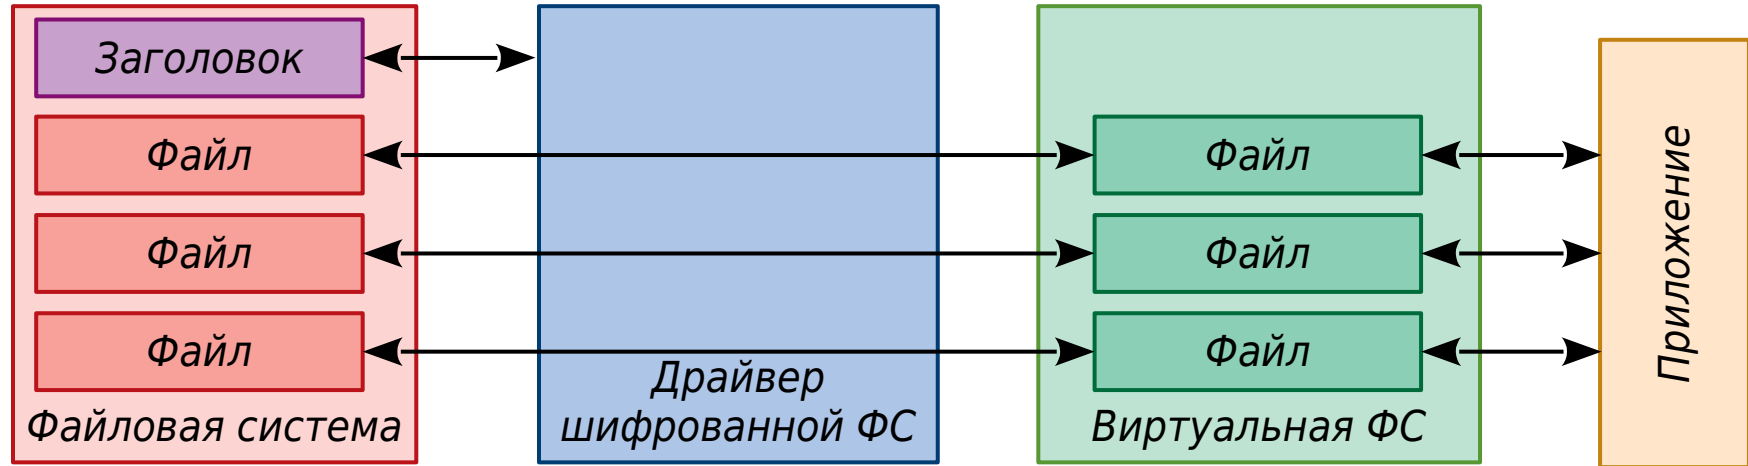 Заголовок
Файл
Файл
Файл
Файловая система
Драйвер
шифрованной ФС
Файл
Файл
Файл
Виртуальная ФС
Приложение